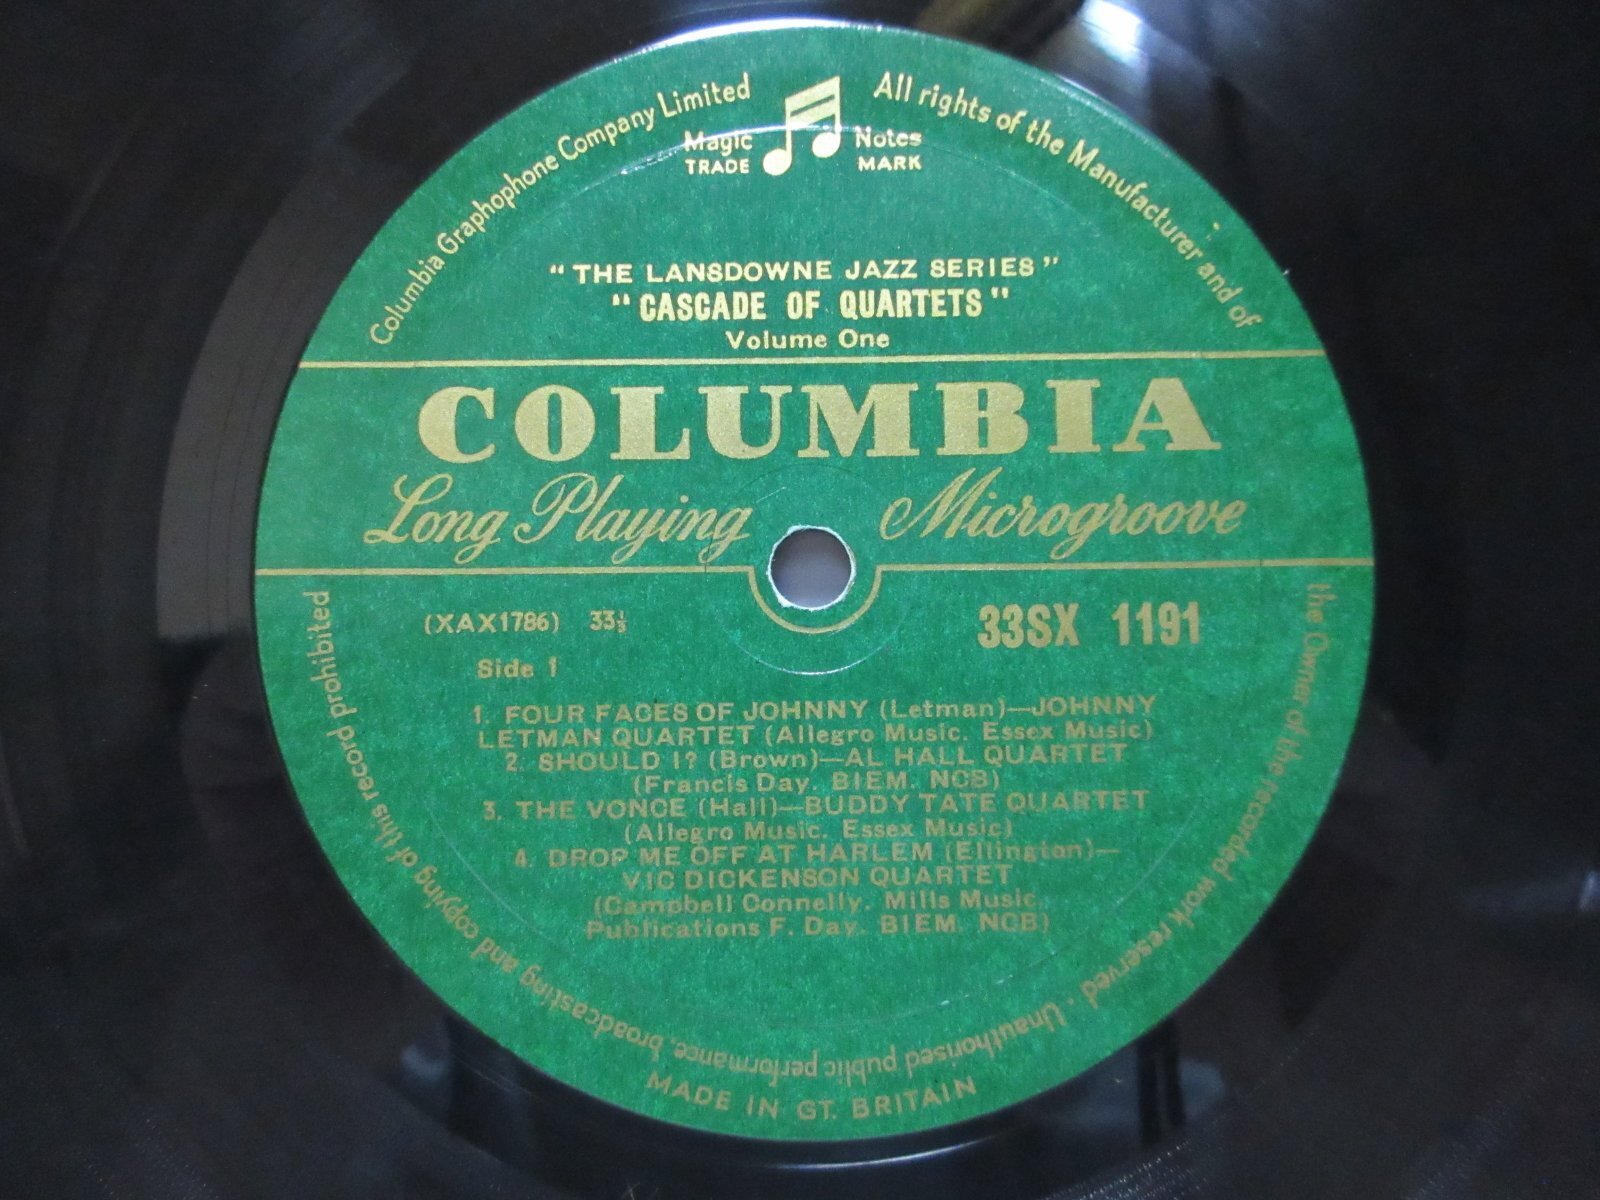 Columbia Graphophone Company Limited
All rights of the Manufacturer and of
the Owner of the recorded work reserved. Unauthorised public performance, broadcasting and copying of this record prohibited
Magic Notes
TRADE MARK
"THE LANSDOWNE JAZZ SERIES"
"CASCADE OF QUARTETS"
Volume One
COLUMBIA
Long Playing Microgroove
(XAX1786) 33⅓
33SX 1191
Side 1
1. FOUR FACES OF JOHNNY (Letman)—JOHNNY
LETMAN QUARTET (Allegro Music. Essex Music)
2. SHOULD I? (Brown)—AL HALL QUARTET
(Francis Day. BIEM. NCB)
3. THE VONCE (Hall)—BUDDY TATE QUARTET
(Allegro Music. Essex Music)
4. DROP ME OFF AT HARLEM (Ellington)—
VIC DICKENSON QUARTET
(Campbell Connelly. Mills Music.
Publications F. Day. BIEM. NCB)
MADE IN GT. BRITAIN